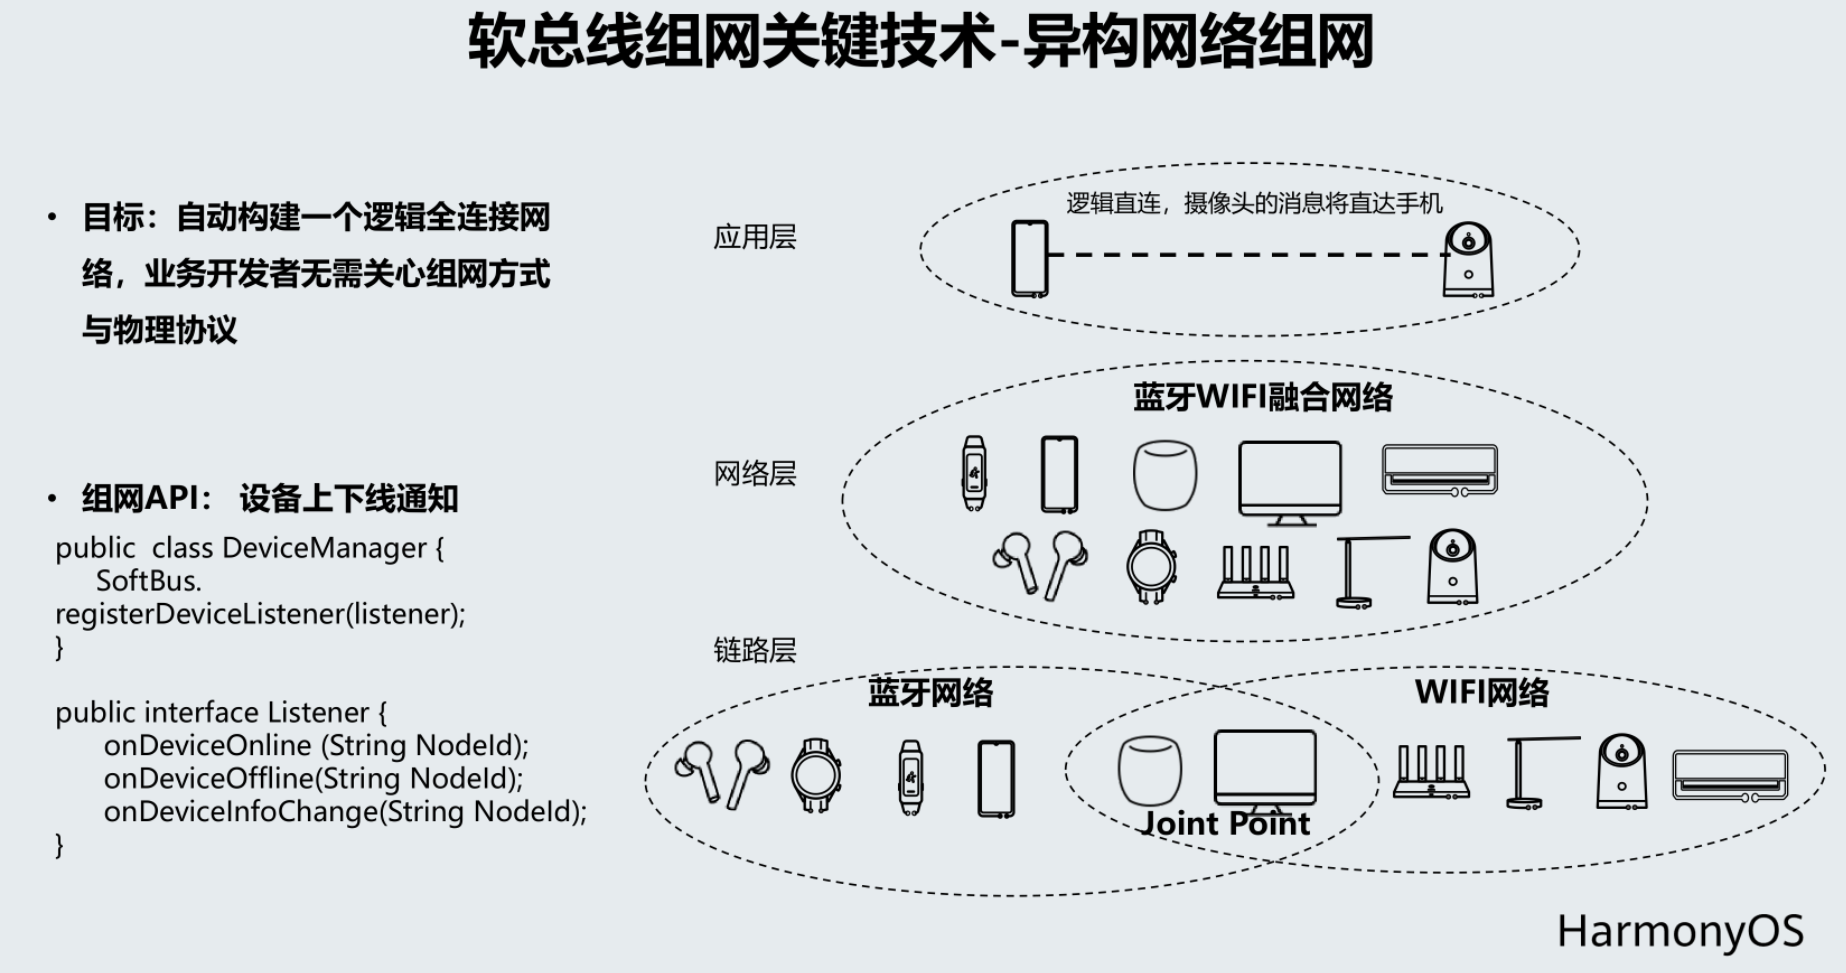 软总线组网关键技术-异构网络组网
• 目标：自动构建一个逻辑全连接网
络，业务开发者无需关心组网方式
与物理协议
• 组网API： 设备上下线通知
public class DeviceManager {
SoftBus.
registerDeviceListener(listener);
}
public interface Listener {
onDeviceOnline (String NodeId);
onDeviceOffline(String NodeId);
onDeviceInfoChange(String NodeId);
}
应用层
逻辑直连，摄像头的消息将直达手机
网络层
蓝牙WIFI融合网络
链路层
蓝牙网络
WIFI网络
Joint Point
HarmonyOS